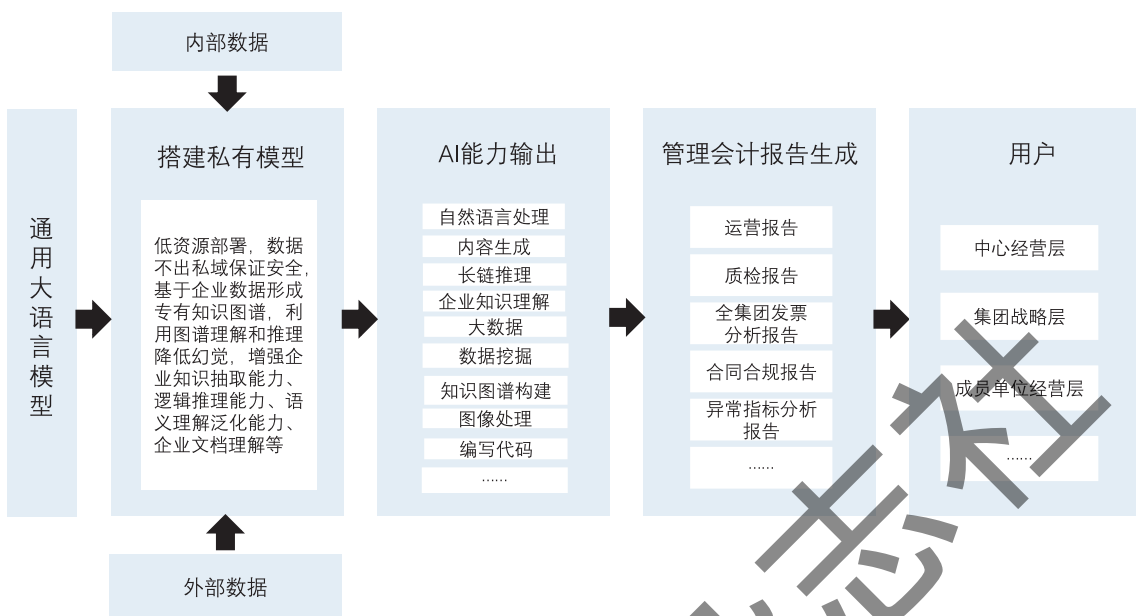 内部数据
通
用
大
语
言
模
型
搭建私有模型
低资源部署，数据
不出私域保证安全，
基于企业数据形成
专有知识图谱，利
用图谱理解和推理
降低幻觉，增强企
业知识抽取能力、
逻辑推理能力、语
义理解泛化能力、
企业文档理解等
外部数据
AI能力输出
自然语言处理
内容生成
长链推理
企业知识理解
大数据
数据挖掘
知识图谱构建
图像处理
编写代码
……
管理会计报告生成
运营报告
质检报告
全集团发票
分析报告
合同合规报告
异常指标分析
报告
……
用户
中心经营层
集团战略层
成员单位经营层
……
志社